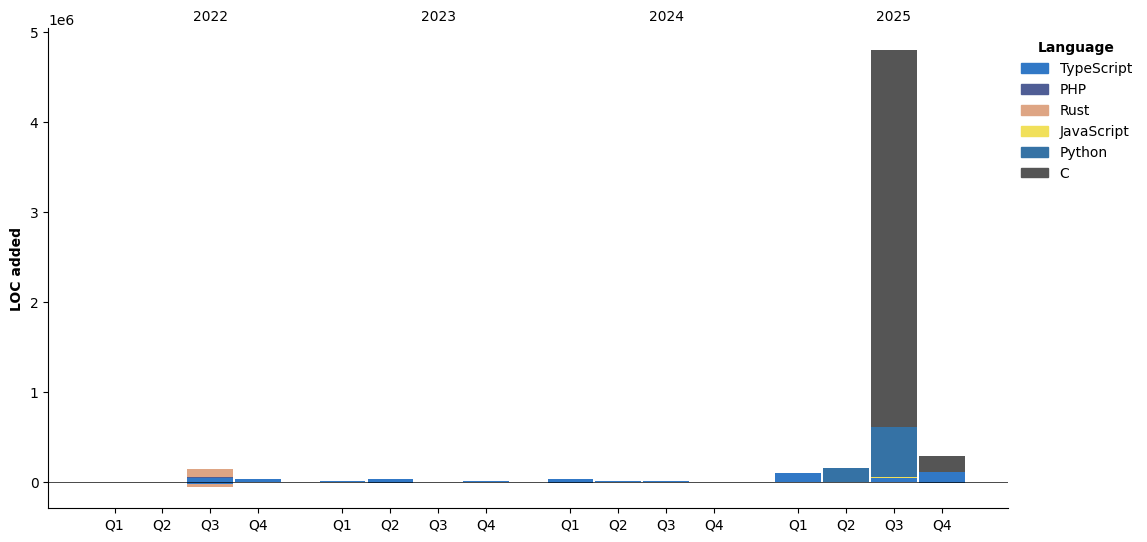 2022 2023 2024 2025
1e6
Language
TypeScript
PHP
Rust
JavaScript
Python
C
LOC added
5
4
3
2
1
0
Q1 Q2 Q3 Q4 Q1 Q2 Q3 Q4 Q1 Q2 Q3 Q4 Q1 Q2 Q3 Q4